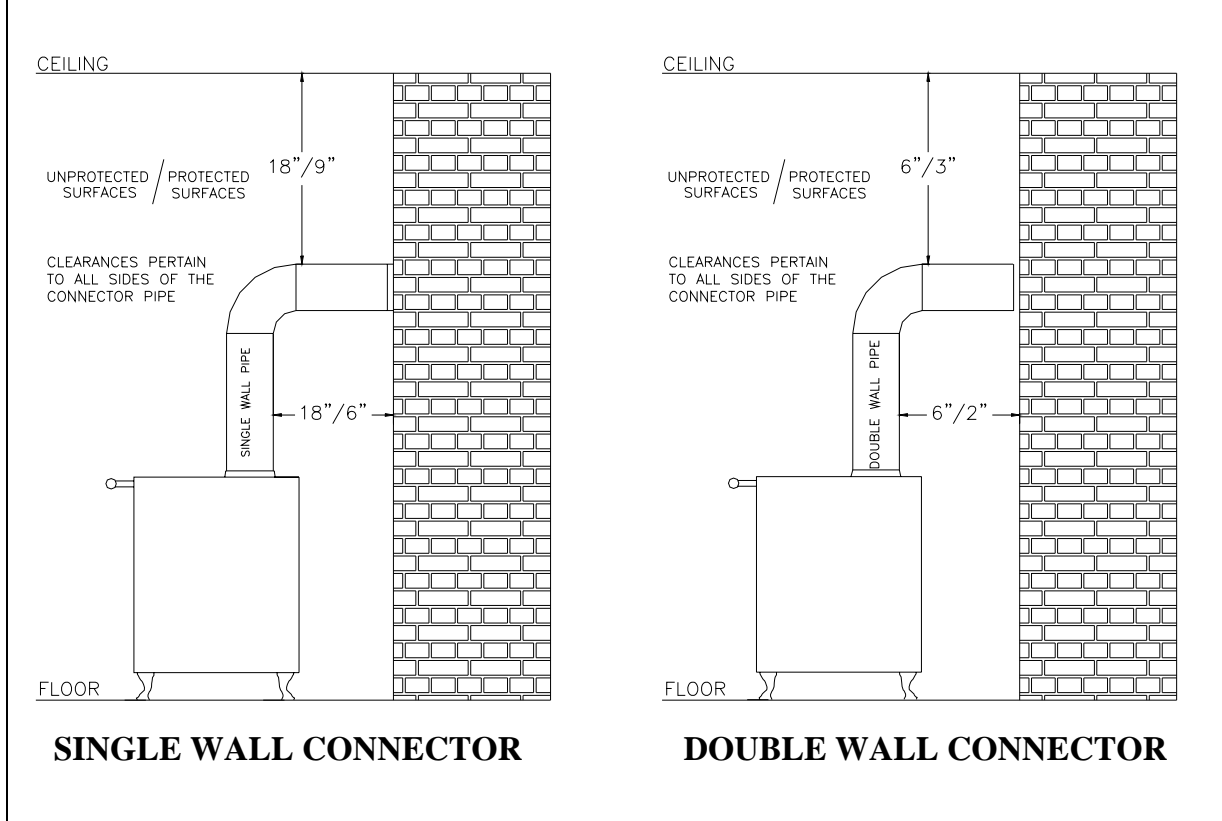 CEILING
UNPROTECTED / PROTECTED
SURFACES SURFACES
18”/9”
CLEARANCES PERTAIN
TO ALL SIDES OF THE
CONNECTOR PIPE
SINGLE WALL PIPE
18”/6”
FLOOR
SINGLE WALL CONNECTOR
CEILING
UNPROTECTED / PROTECTED
SURFACES SURFACES
6”/3”
CLEARANCES PERTAIN
TO ALL SIDES OF THE
CONNECTOR PIPE
DOUBLE WALL PIPE
6”/2”
FLOOR
DOUBLE WALL CONNECTOR